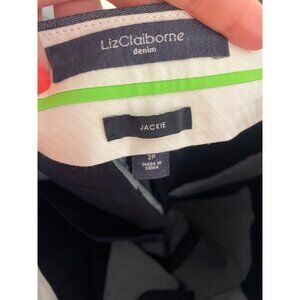 LizClaiborne
denim
JACKIE
2P
MADE IN
CHINA